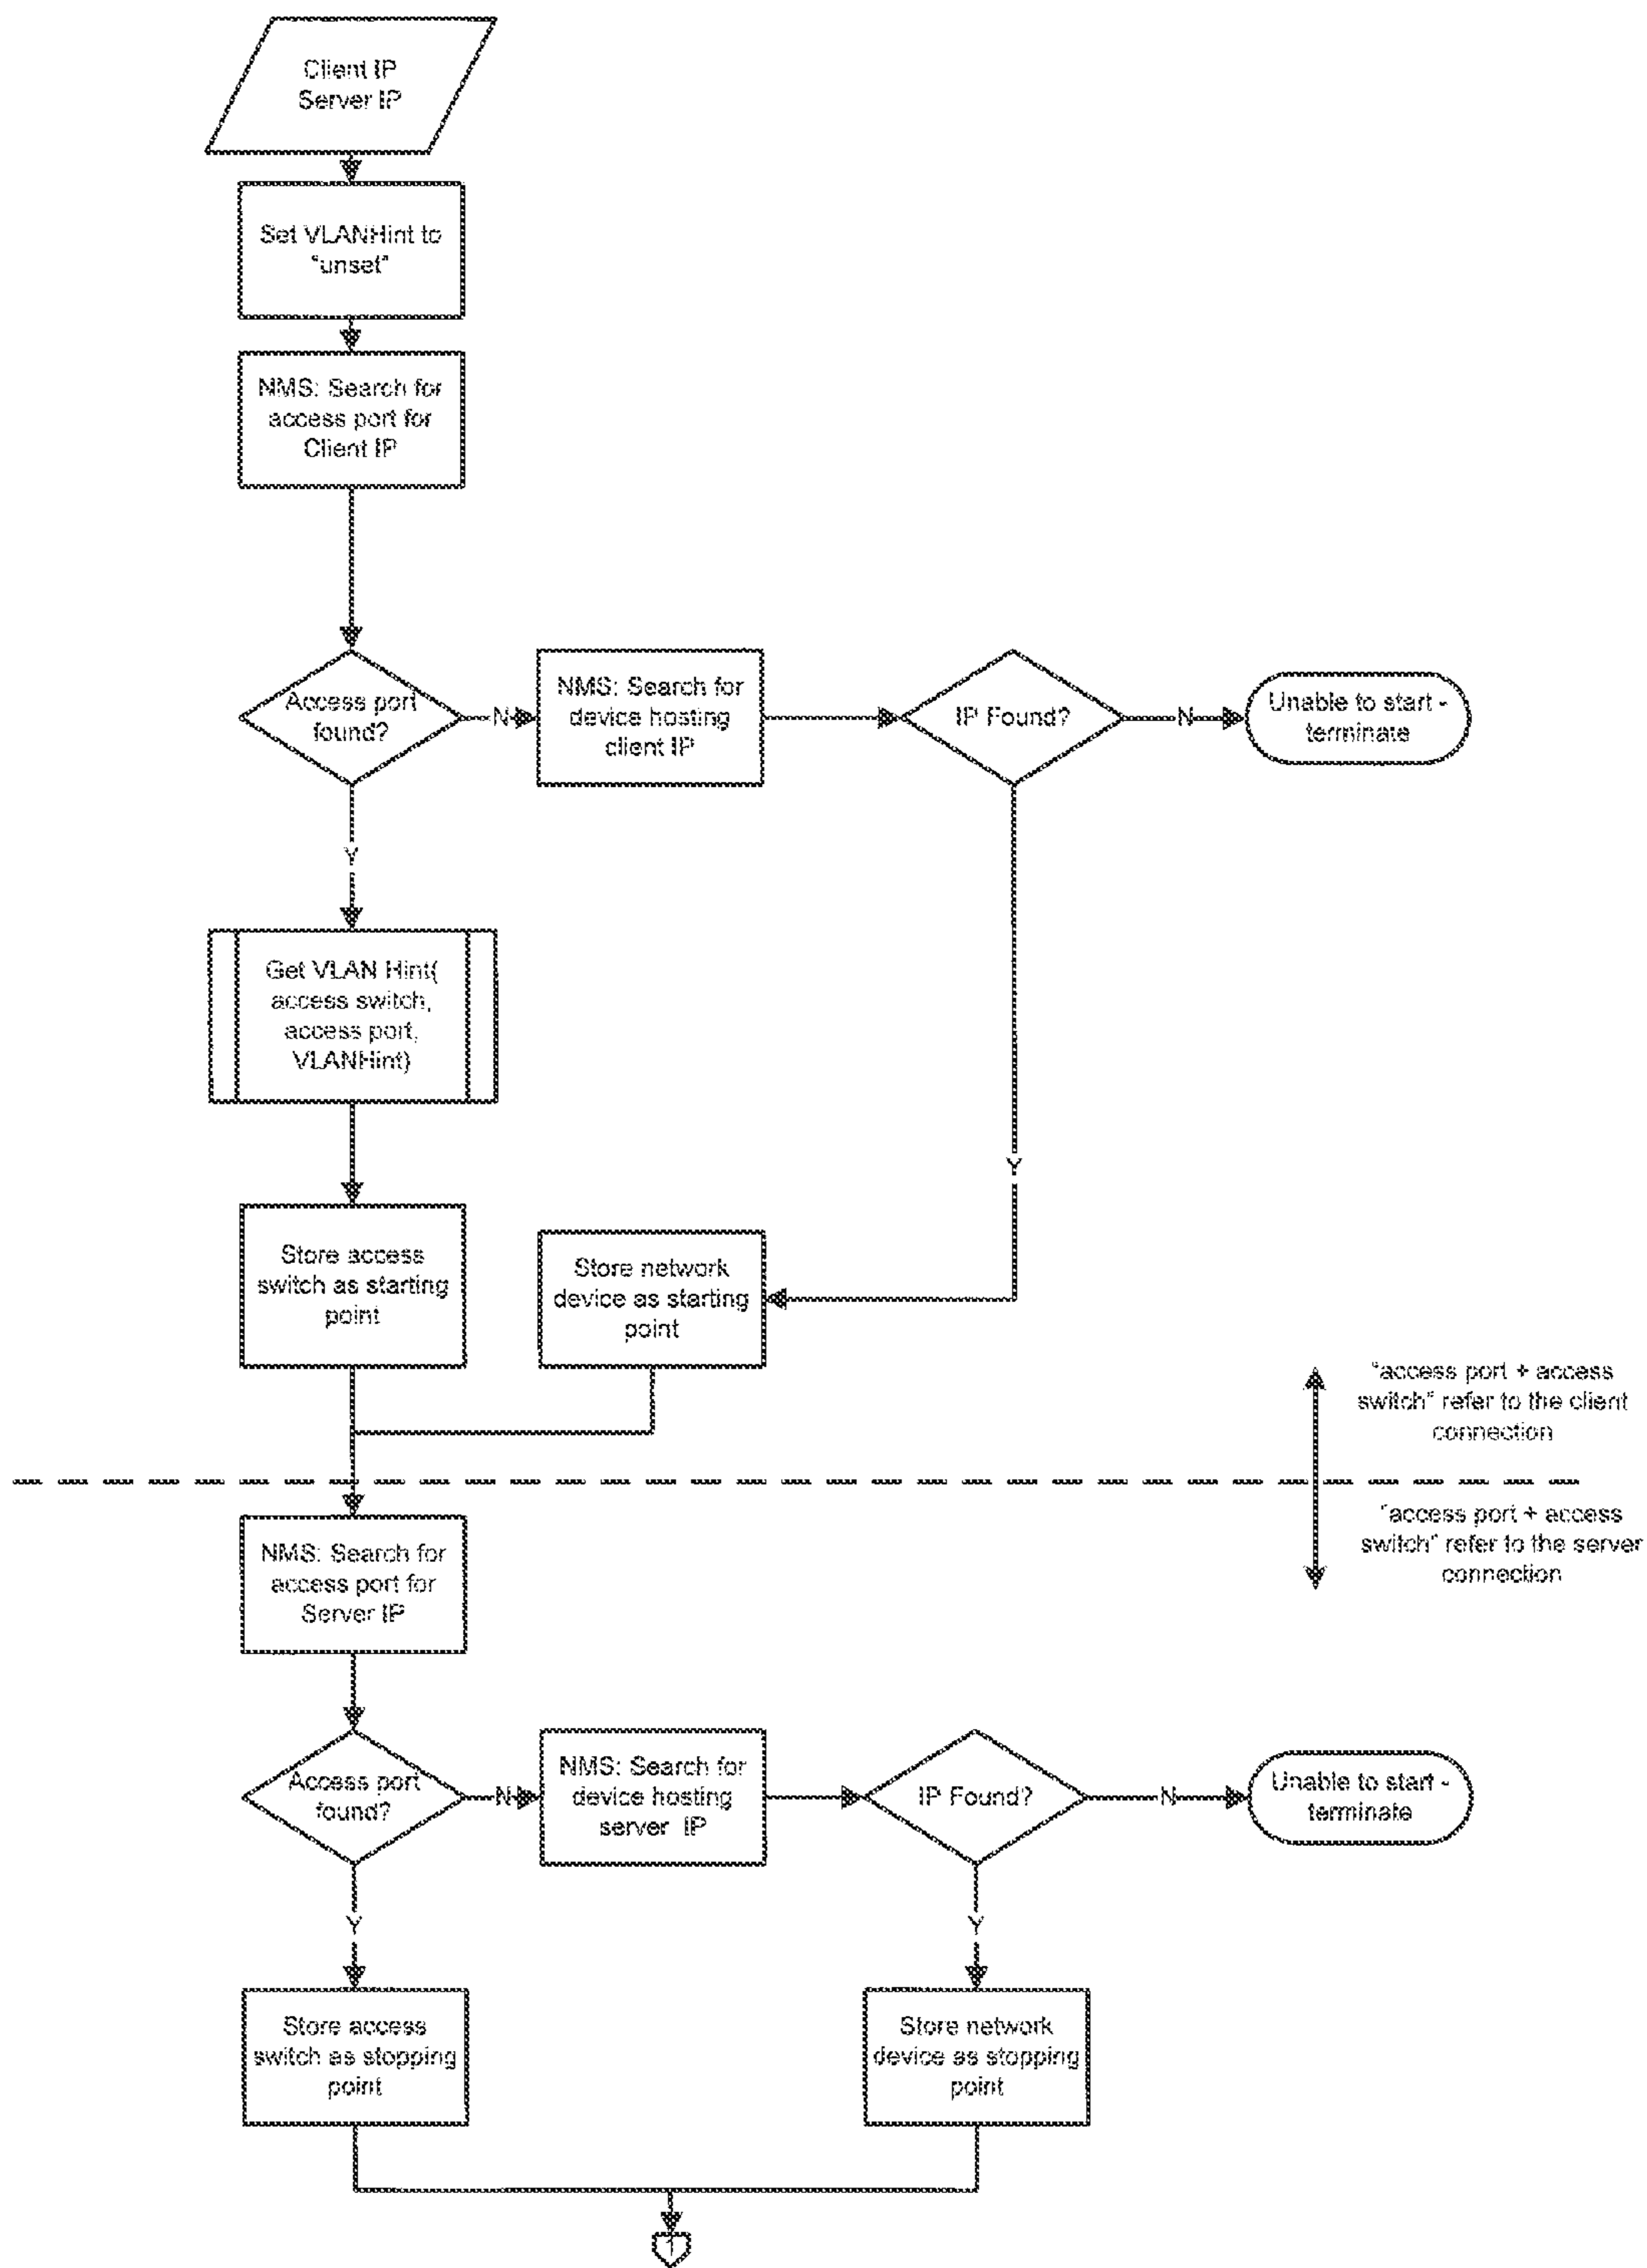 Client IP
Server IP
Set VLANHint to
"unset"
NMS: Search for
access port for
Client IP
Access port
found?
N
NMS: Search for
device hosting
client IP
IP Found?
N
Unable to start -
terminate
Y
Get VLAN Hint(
access switch,
access port,
VLANHint)
Y
Store access
switch as starting
point
Store network
device as starting
point
"access port + access
switch" refer to the client
connection
"access port + access
switch" refer to the server
connection
NMS: Search for
access port for
Server IP
Access port
found?
N
NMS: Search for
device hosting
server IP
IP Found?
N
Unable to start -
terminate
Y
Y
Store access
switch as stopping
point
Store network
device as stopping
point
1